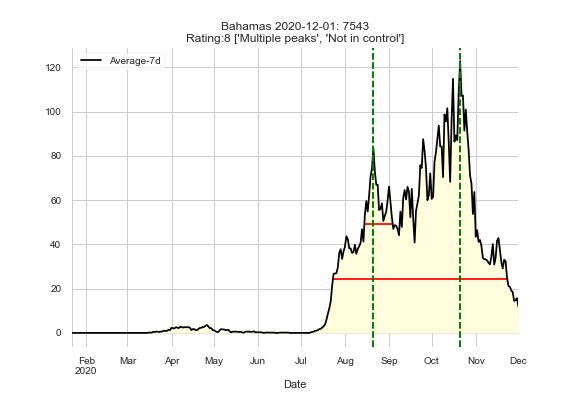 Bahamas 2020-12-01: 7543
Rating:8 ['Multiple peaks', 'Not in control']
Average-7d
120
100
80
60
40
20
0
Feb Mar Apr May Jun Jul Aug Sep Oct Nov Dec
2020
Date